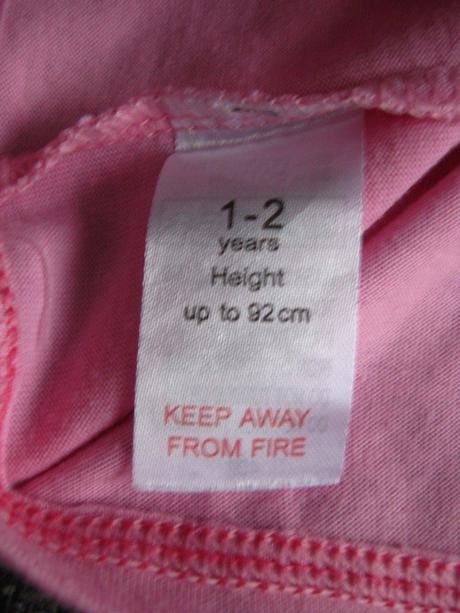 1-2
years
Height
up to 92cm
KEEP AWAY
FROM FIRE